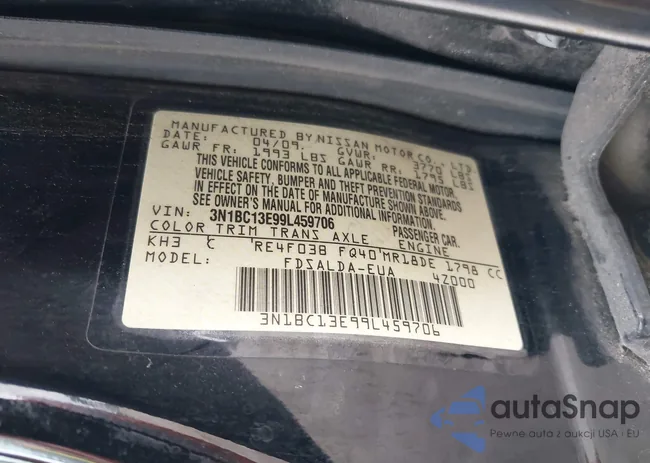 MANUFACTURED BY NISSAN MOTOR CO., LTD
DATE: 04/09 GVWR: 3770 LBS
GAWR FR: 1993 LBS GAWR RR: 1795 LBS
THIS VEHICLE CONFORMS TO ALL APPLICABLE FEDERAL MOTOR
VEHICLE SAFETY, BUMPER AND THEFT PREVENTION STANDARDS
IN EFFECT ON THE DATE OF MANUFACTURE SHOWN ABOVE.
SEE OWNER'S MANUAL FOR ADDITIONAL INFORMATION
VIN: 3N1BC13E99L459706 PASSENGER CAR.
COLOR TRIM TRANS AXLE ENGINE
KH3 C RE4F03B FQ40 MR18DE 1798 CC
MODEL: FDSALDA-EUA 4Z000
3N1BC13E99L459706
autaSnap
Pewne auta z aukcji USA i EU